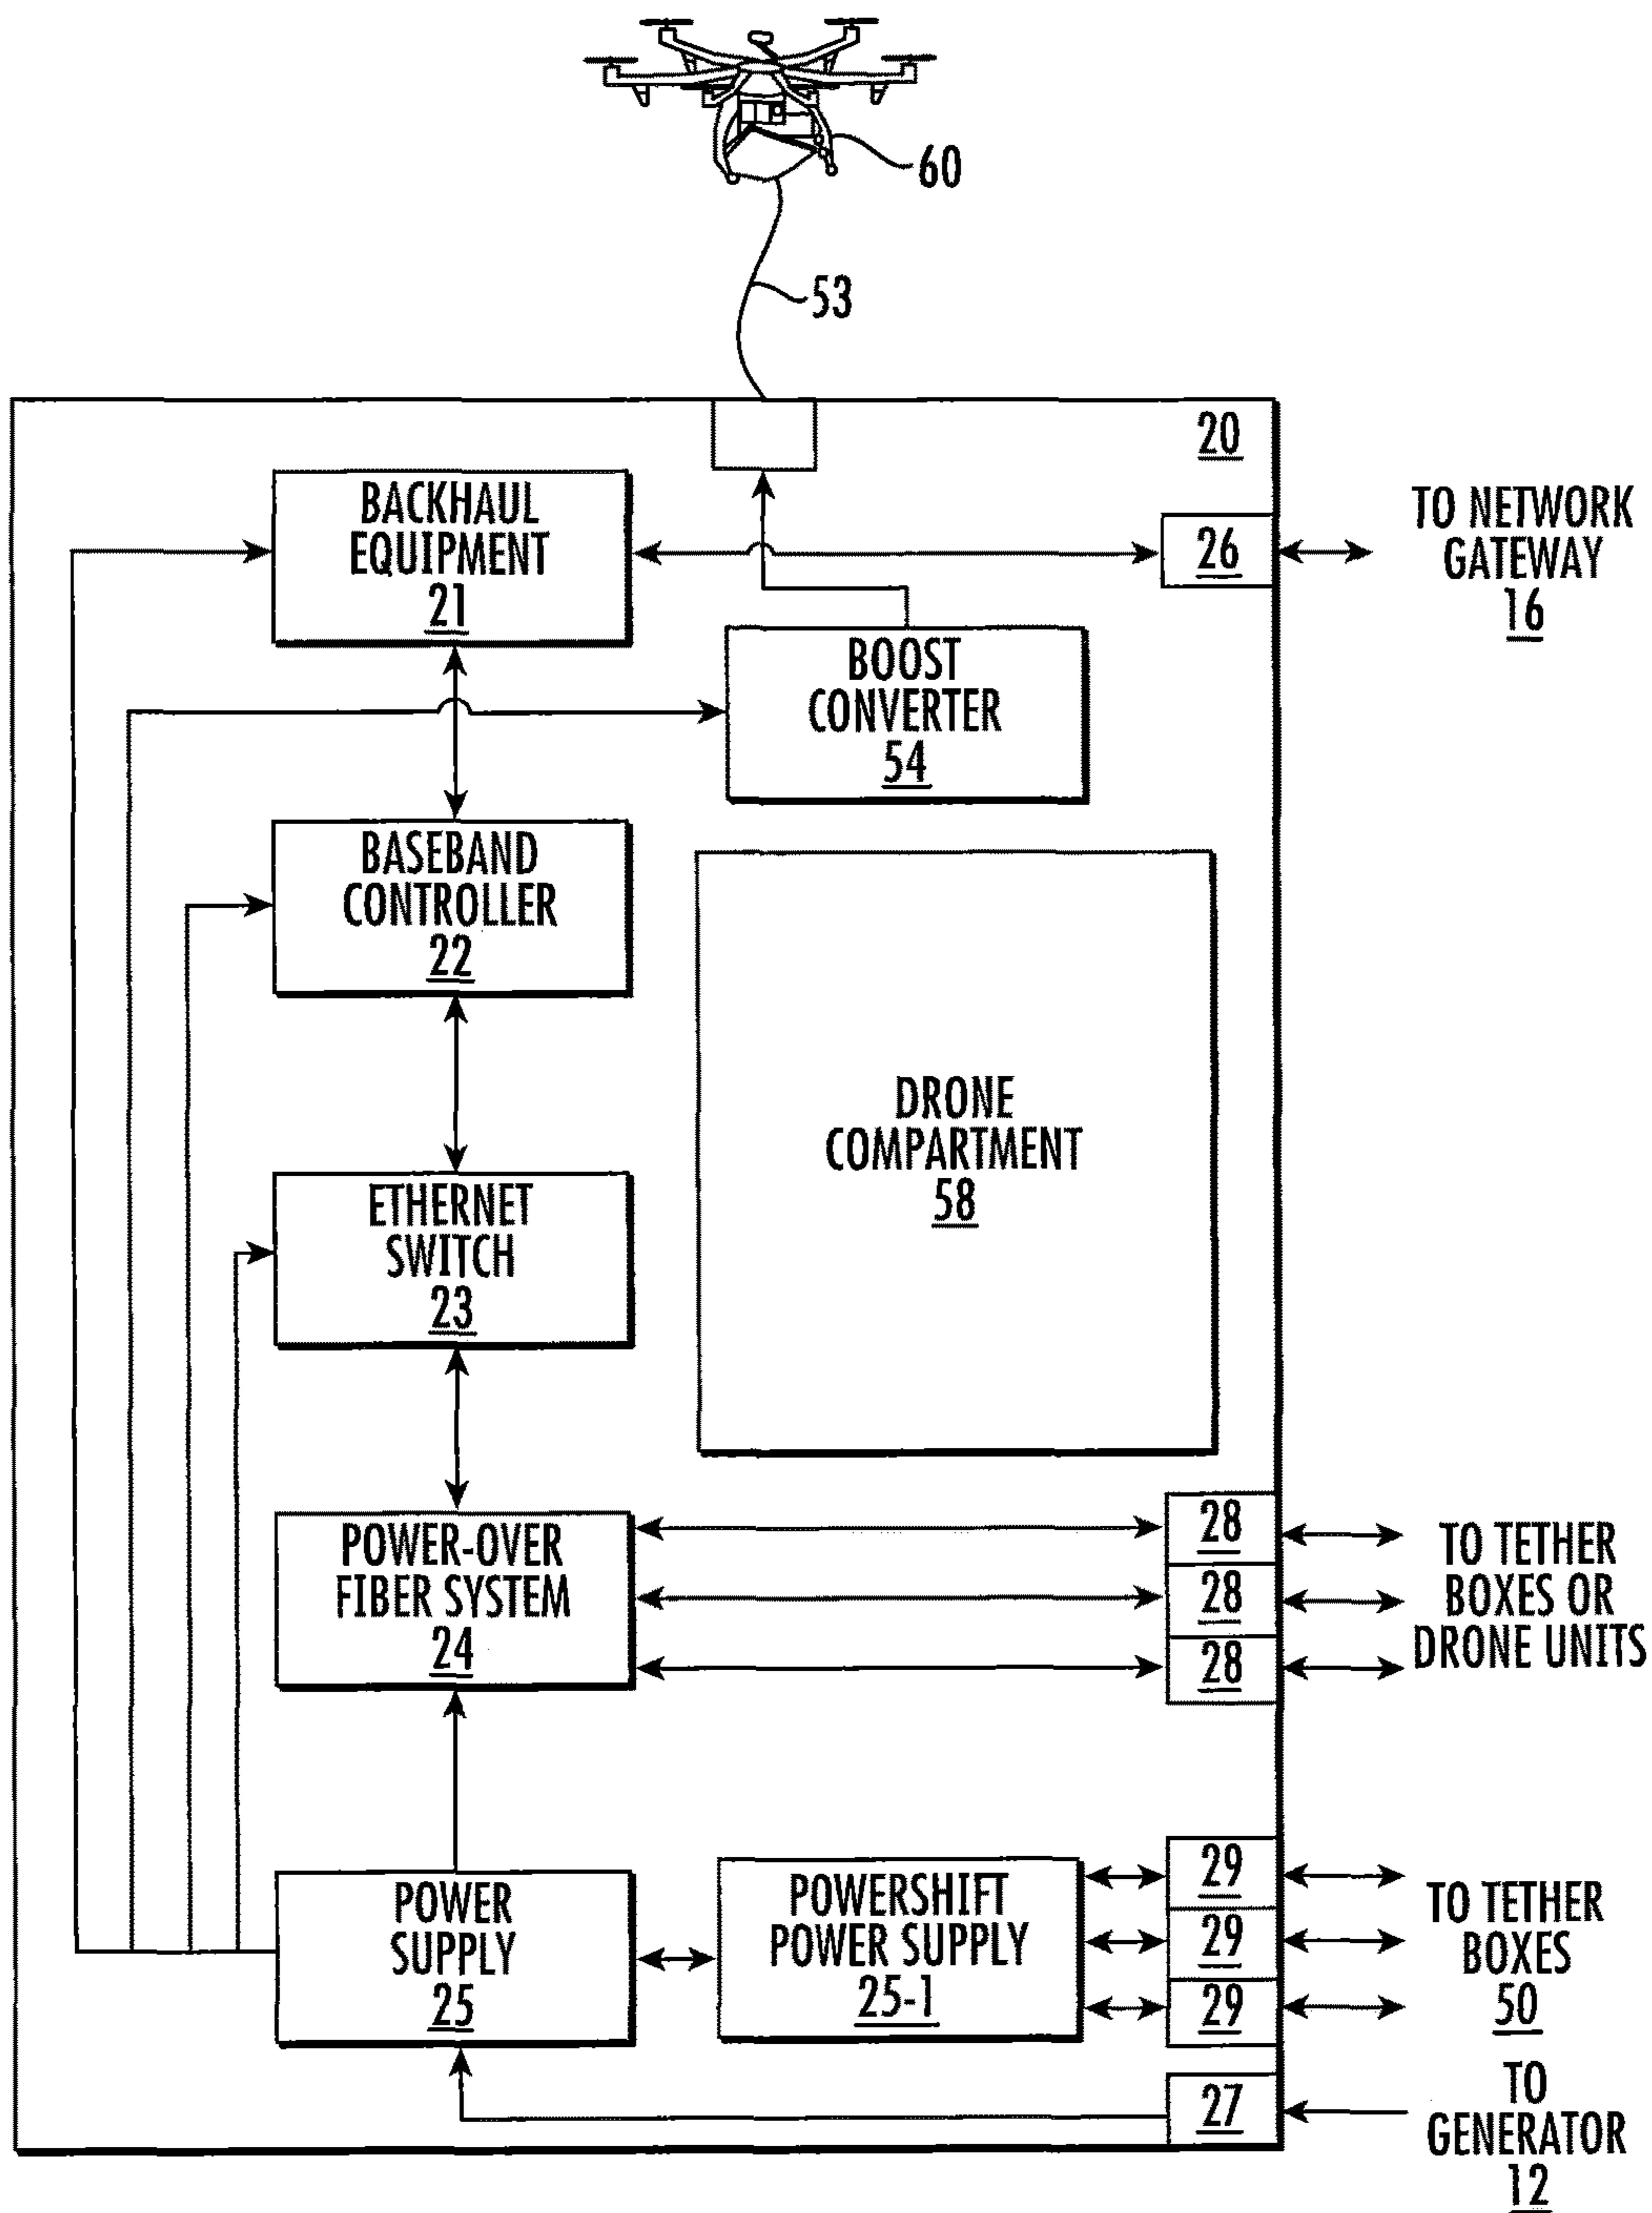 60
53
20
BACKHAUL
EQUIPMENT
21
26
TO NETWORK
GATEWAY
16
BOOST
CONVERTER
54
BASEBAND
CONTROLLER
22
DRONE
COMPARTMENT
58
ETHERNET
SWITCH
23
POWER-OVER
FIBER SYSTEM
24
28
28
28
TO TETHER
BOXES OR
DRONE UNITS
POWER
SUPPLY
25
POWERSHIFT
POWER SUPPLY
25-1
29
29
29
TO TETHER
BOXES
50
27
TO
GENERATOR
12